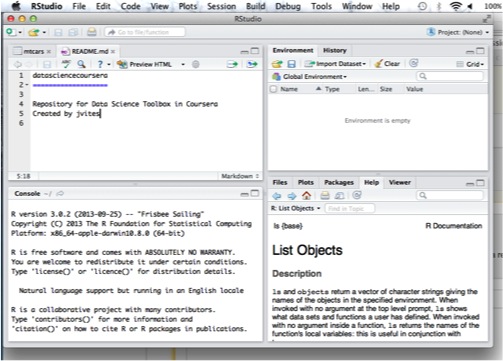 RStudio File Edit Code View Plots Session Build Debug Tools Window Help 100%
RStudio
Go to file/function
Project: (None)
mtcars
README.md
Preview HTML
1 datasciencecoursera
2 ===================
3
4 Repository for Data Science Toolbox in Coursera
5 Created by jvites
6
5:18
Markdown
Console ~/
R version 3.0.2 (2013-09-25) -- "Frisbee Sailing"
Copyright (C) 2013 The R Foundation for Statistical Computing
Platform: x86_64-apple-darwin10.8.0 (64-bit)
R is free software and comes with ABSOLUTELY NO WARRANTY.
You are welcome to redistribute it under certain conditions.
Type 'license()' or 'licence()' for distribution details.
Natural language support but running in an English locale
R is a collaborative project with many contributors.
Type 'contributors()' for more information and
'citation()' on how to cite R or R packages in publications.
Environment History
Import Dataset Clear
Grid
Global Environment
Name Type Len... Size Value
Environment is empty
Files Plots Packages Help Viewer
R: List Objects Find in Topic
ls {base} R Documentation
List Objects
Description
ls and objects return a vector of character strings giving
the names of the objects in the specified environment. When
invoked with no argument at the top level prompt, ls shows
what data sets and functions a user has defined. When invoked
with no argument inside a function, ls returns the names of the
function's local variables: this is useful in conjunction with